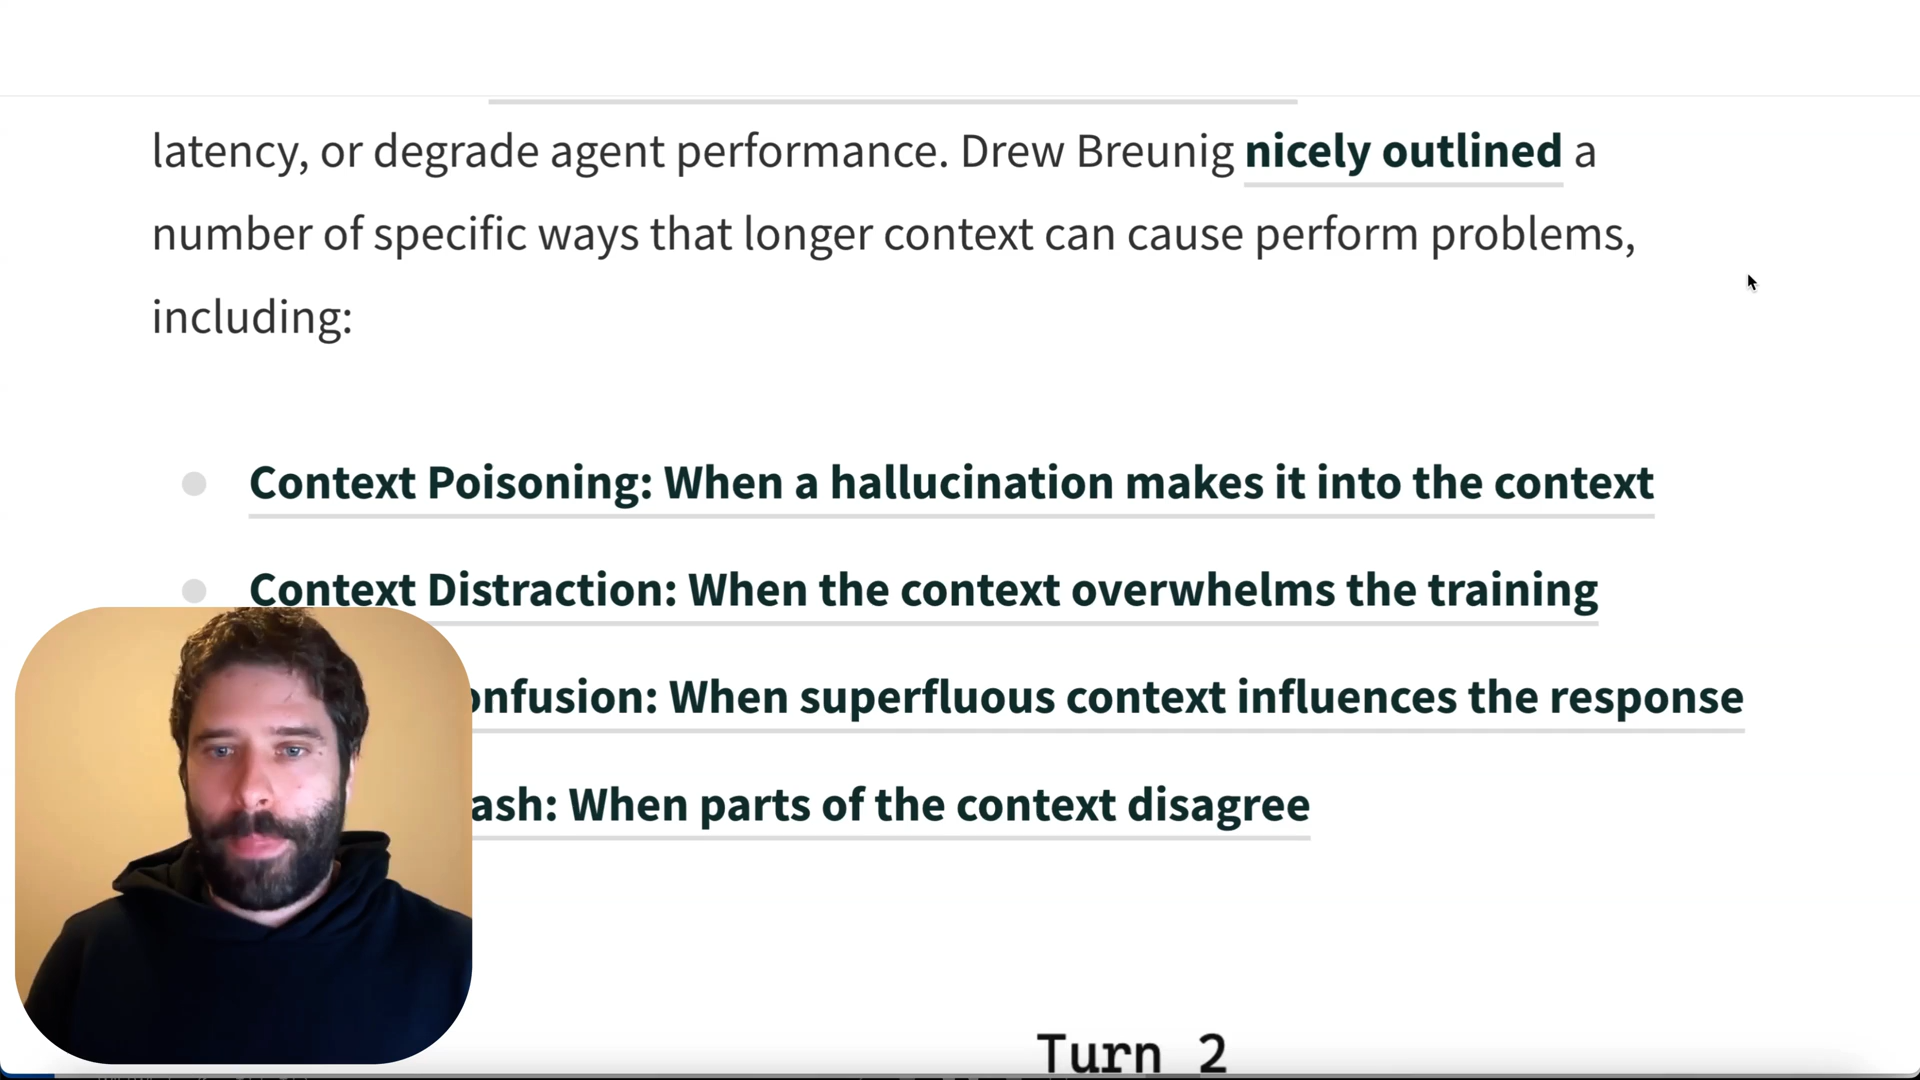 latency, or degrade agent performance. Drew Breunig nicely outlined a
number of specific ways that longer context can cause perform problems,
including:
Context Poisoning: When a hallucination makes it into the context
Context Distraction: When the context overwhelms the training
onfusion: When superfluous context influences the response
ash: When parts of the context disagree
Turn 2